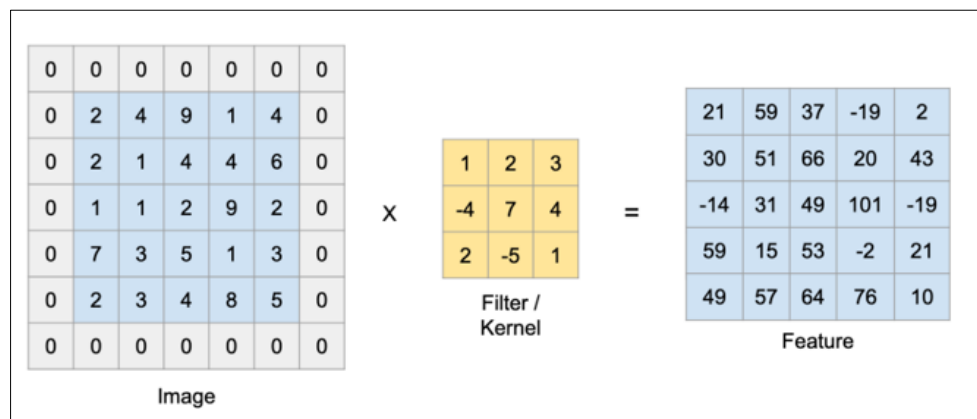 0 0 0 0 0 0 0
0 2 4 9 1 4 0
0 2 1 4 4 6 0
0 1 1 2 9 2 0
0 7 3 5 1 3 0
0 2 3 4 8 5 0
0 0 0 0 0 0 0
Image
x
1 2 3
-4 7 4
2 -5 1
Filter /
Kernel
=
21 59 37 -19 2
30 51 66 20 43
-14 31 49 101 -19
59 15 53 -2 21
49 57 64 76 10
Feature